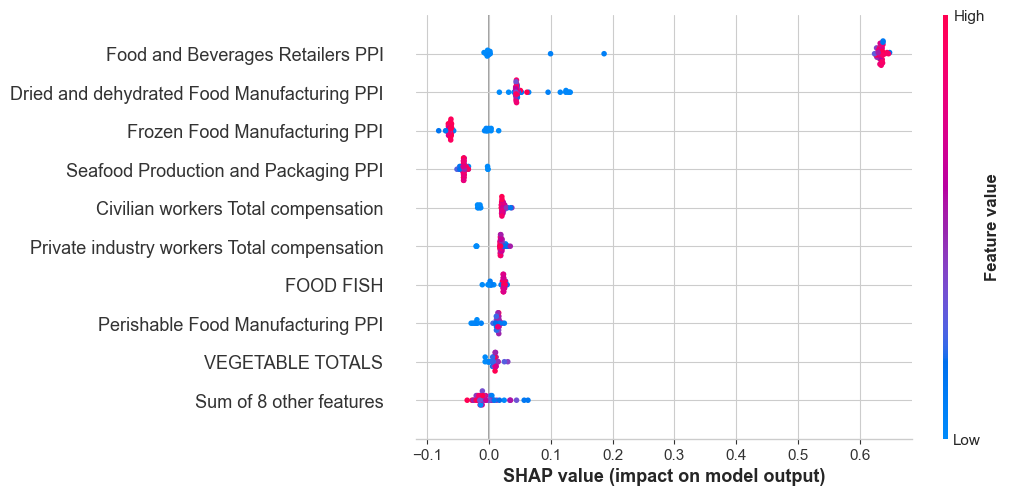 High
Food and Beverages Retailers PPI
Dried and dehydrated Food Manufacturing PPI
Frozen Food Manufacturing PPI
Seafood Production and Packaging PPI
Civilian workers Total compensation
Private industry workers Total compensation
FOOD FISH
Perishable Food Manufacturing PPI
VEGETABLE TOTALS
Sum of 8 other features
Feature value
Low
−0.1 0.0 0.1 0.2 0.3 0.4 0.5 0.6
SHAP value (impact on model output)